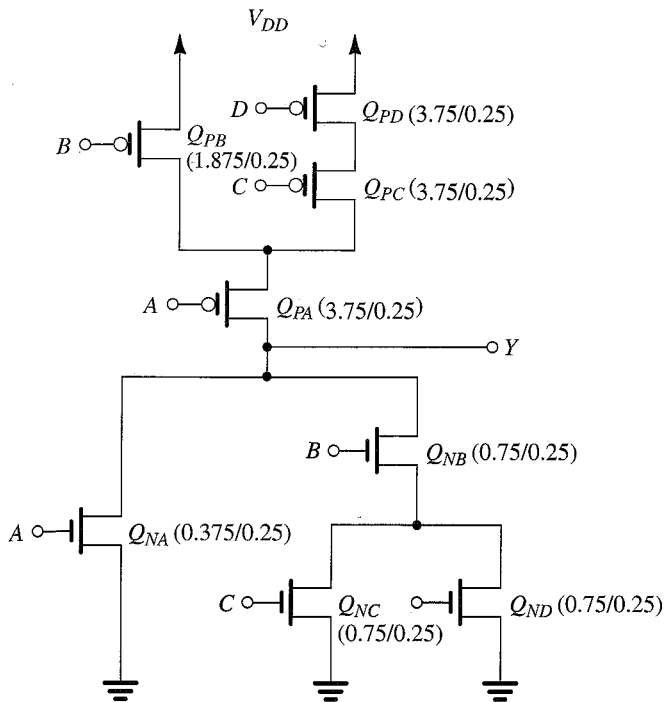 V_DD
D
Q_PD (3.75/0.25)
B
Q_PB
(1.875/0.25)
C
Q_PC (3.75/0.25)
A
Q_PA (3.75/0.25)
Y
B
Q_NB (0.75/0.25)
A
Q_NA (0.375/0.25)
C
Q_NC
(0.75/0.25)
Q_ND (0.75/0.25)